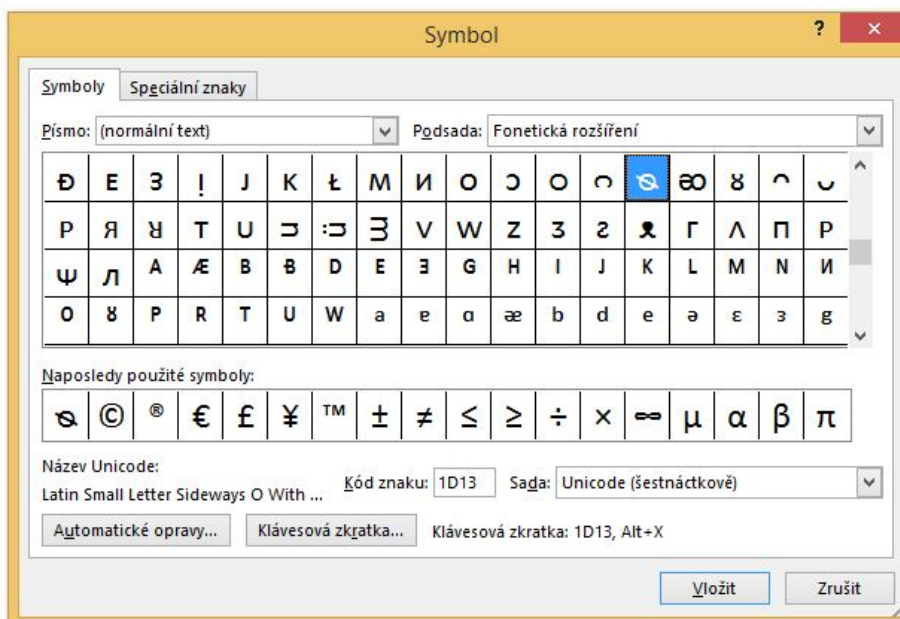 Symbol
? ×
Symboly Speciální znaky
Písmo: (normální text) Podsada: Fonetická rozšíření
Ð E З Ị J K Ł M И O Ɔ O ᴒ ᴓ ᴔ ᴕ ᴖ ᴗ
P Я ᴚ T U ᴝ ᴞ ᴟ V W Z Ʒ ᴤ ᴥ Γ Λ Π P
Ψ Л A Æ B Ƀ D E Ǝ G H I J K L M N И
O Ȣ P R T U W a ɐ ɑ æ b d e ə ɛ ɜ g
Naposledy použité symboly:
ᴓ © ® € £ ¥ ™ ± ≠ ≤ ≥ ÷ × ∞ µ α β π
Název Unicode:
Latin Small Letter Sideways O With ... Kód znaku: 1D13 Sada: Unicode (šestnáctkově)
Automatické opravy... Klávesová zkratka... Klávesová zkratka: 1D13, Alt+X
Vložit Zrušit